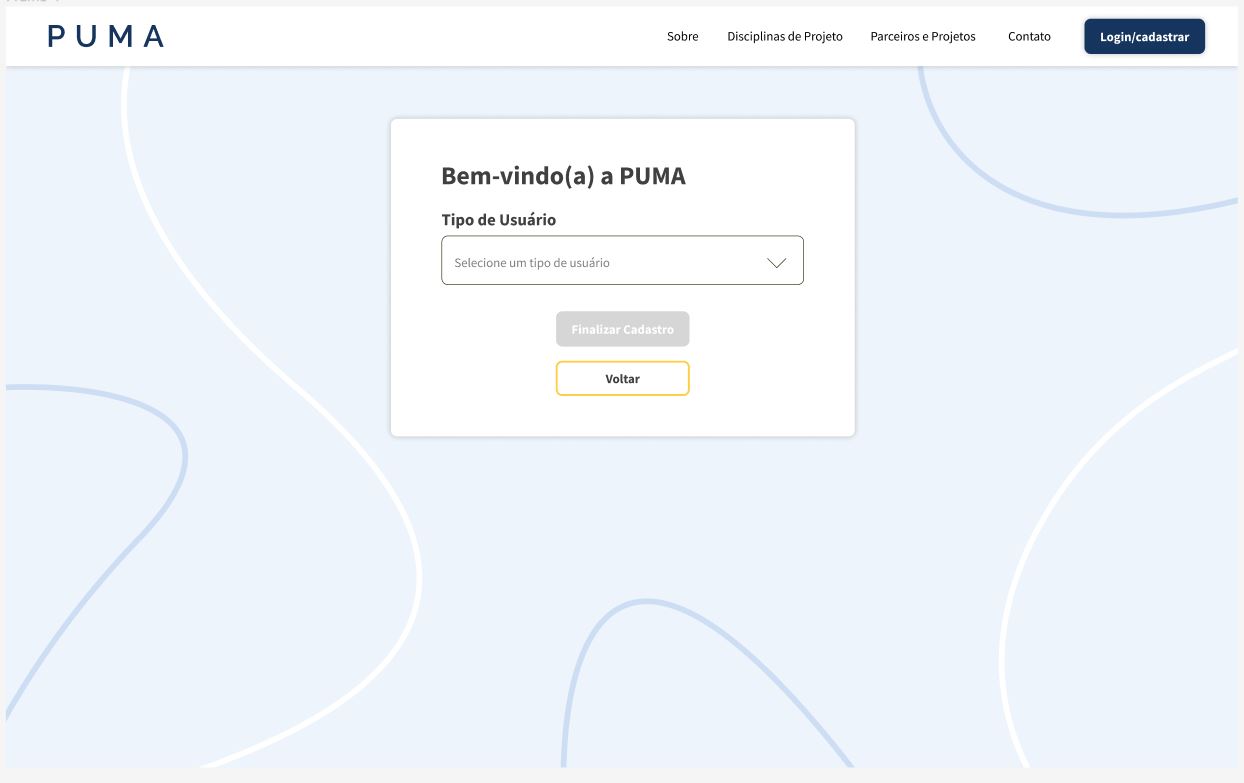 PUMA
Sobre
Disciplinas de Projeto
Parceiros e Projetos
Contato
Login/cadastrar
Bem-vindo(a) a PUMA
Tipo de Usuário
Selecione um tipo de usuário
Finalizar Cadastro
Voltar